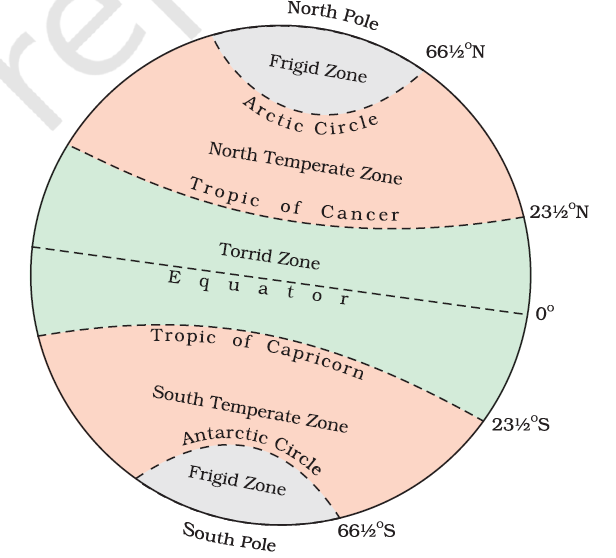 North Pole
66½°N
Frigid Zone
Arctic Circle
North Temperate Zone
Tropic of Cancer
23½°N
Torrid Zone
Equator
0°
Tropic of Capricorn
South Temperate Zone
23½°S
Antarctic Circle
Frigid Zone
66½°S
South Pole